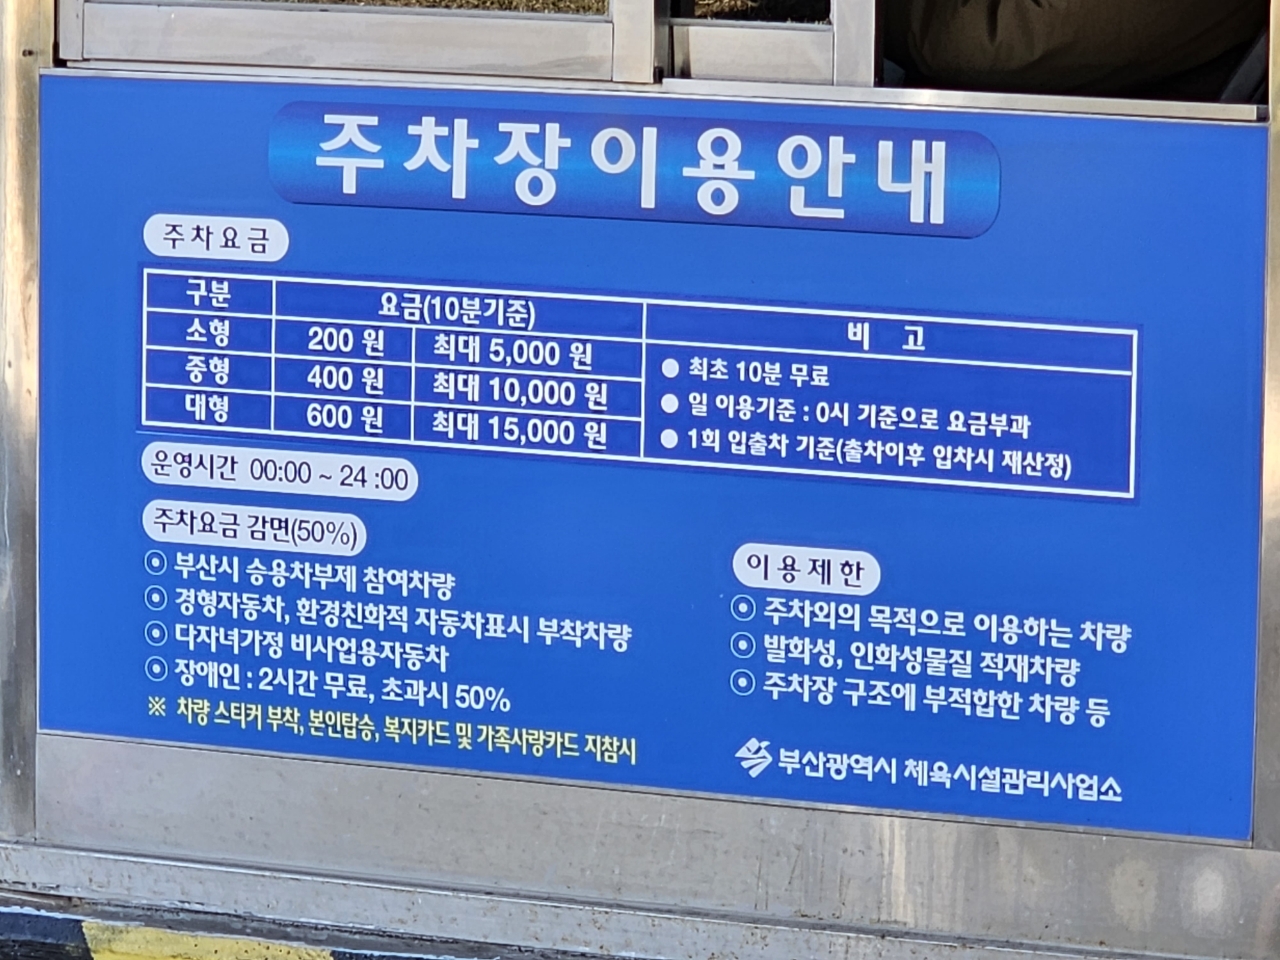 주차장이용안내
주차요금
구분 요금(10분기준) 비 고
소형 200 원 최대 5,000 원
중형 400 원 최대 10,000 원
대형 600 원 최대 15,000 원
● 최초 10분 무료
● 일 이용기준 : 0시 기준으로 요금부과
● 1회 입출차 기준(출차이후 입차시 재산정)
운영시간 00:00 ~ 24 :00
주차요금 감면(50%)
⊙ 부산시 승용차부제 참여차량
⊙ 경형자동차, 환경친화적 자동차표시 부착차량
⊙ 다자녀가정 비사업용자동차
⊙ 장애인 : 2시간 무료, 초과시 50%
※ 차량 스티커 부착, 본인탑승, 복지카드 및 가족사랑카드 지참시
이용제한
⊙ 주차외의 목적으로 이용하는 차량
⊙ 발화성, 인화성물질 적재차량
⊙ 주차장 구조에 부적합한 차량 등
부산광역시 체육시설관리사업소